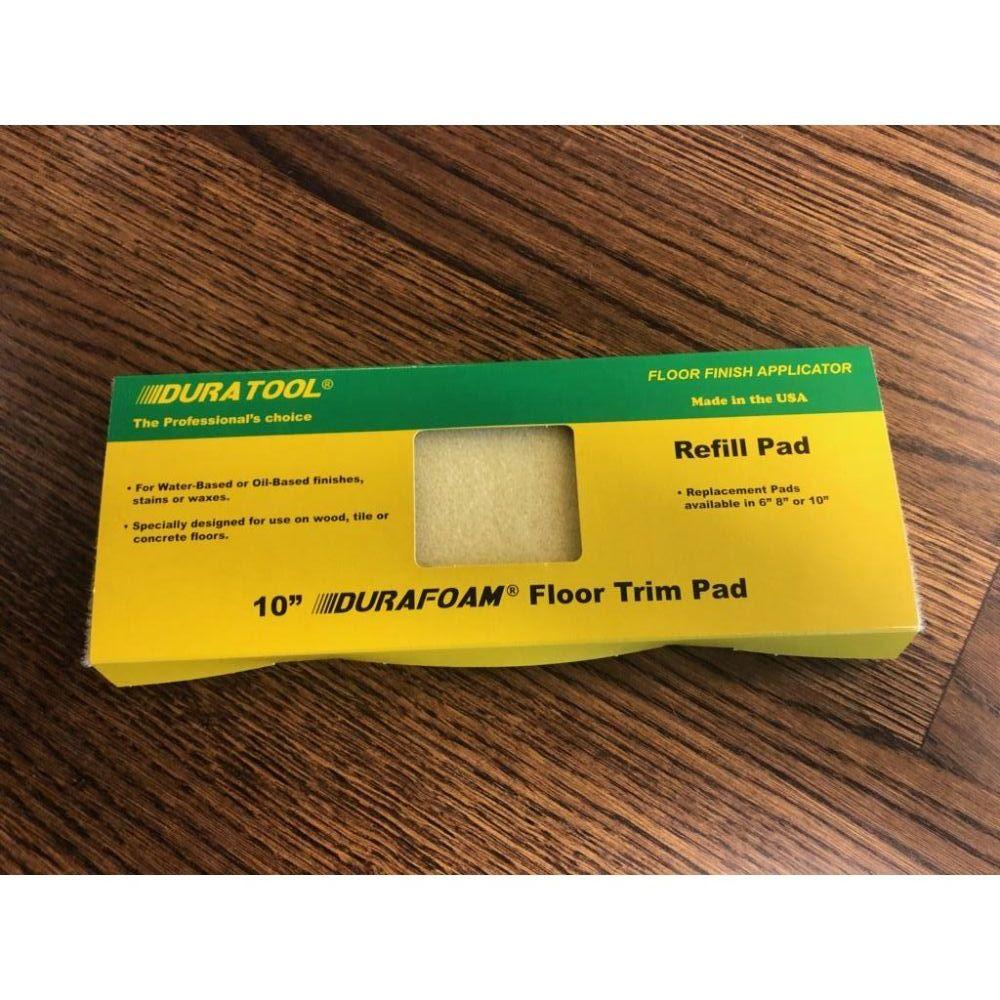 DURATOOL®
The Professional's choice
FLOOR FINISH APPLICATOR
Made in the USA
• For Water-Based or Oil-Based finishes,
stains or waxes.
• Specially designed for use on wood, tile or
concrete floors.
Refill Pad
• Replacement Pads
available in 6" 8" or 10"
10" DURAFOAM® Floor Trim Pad